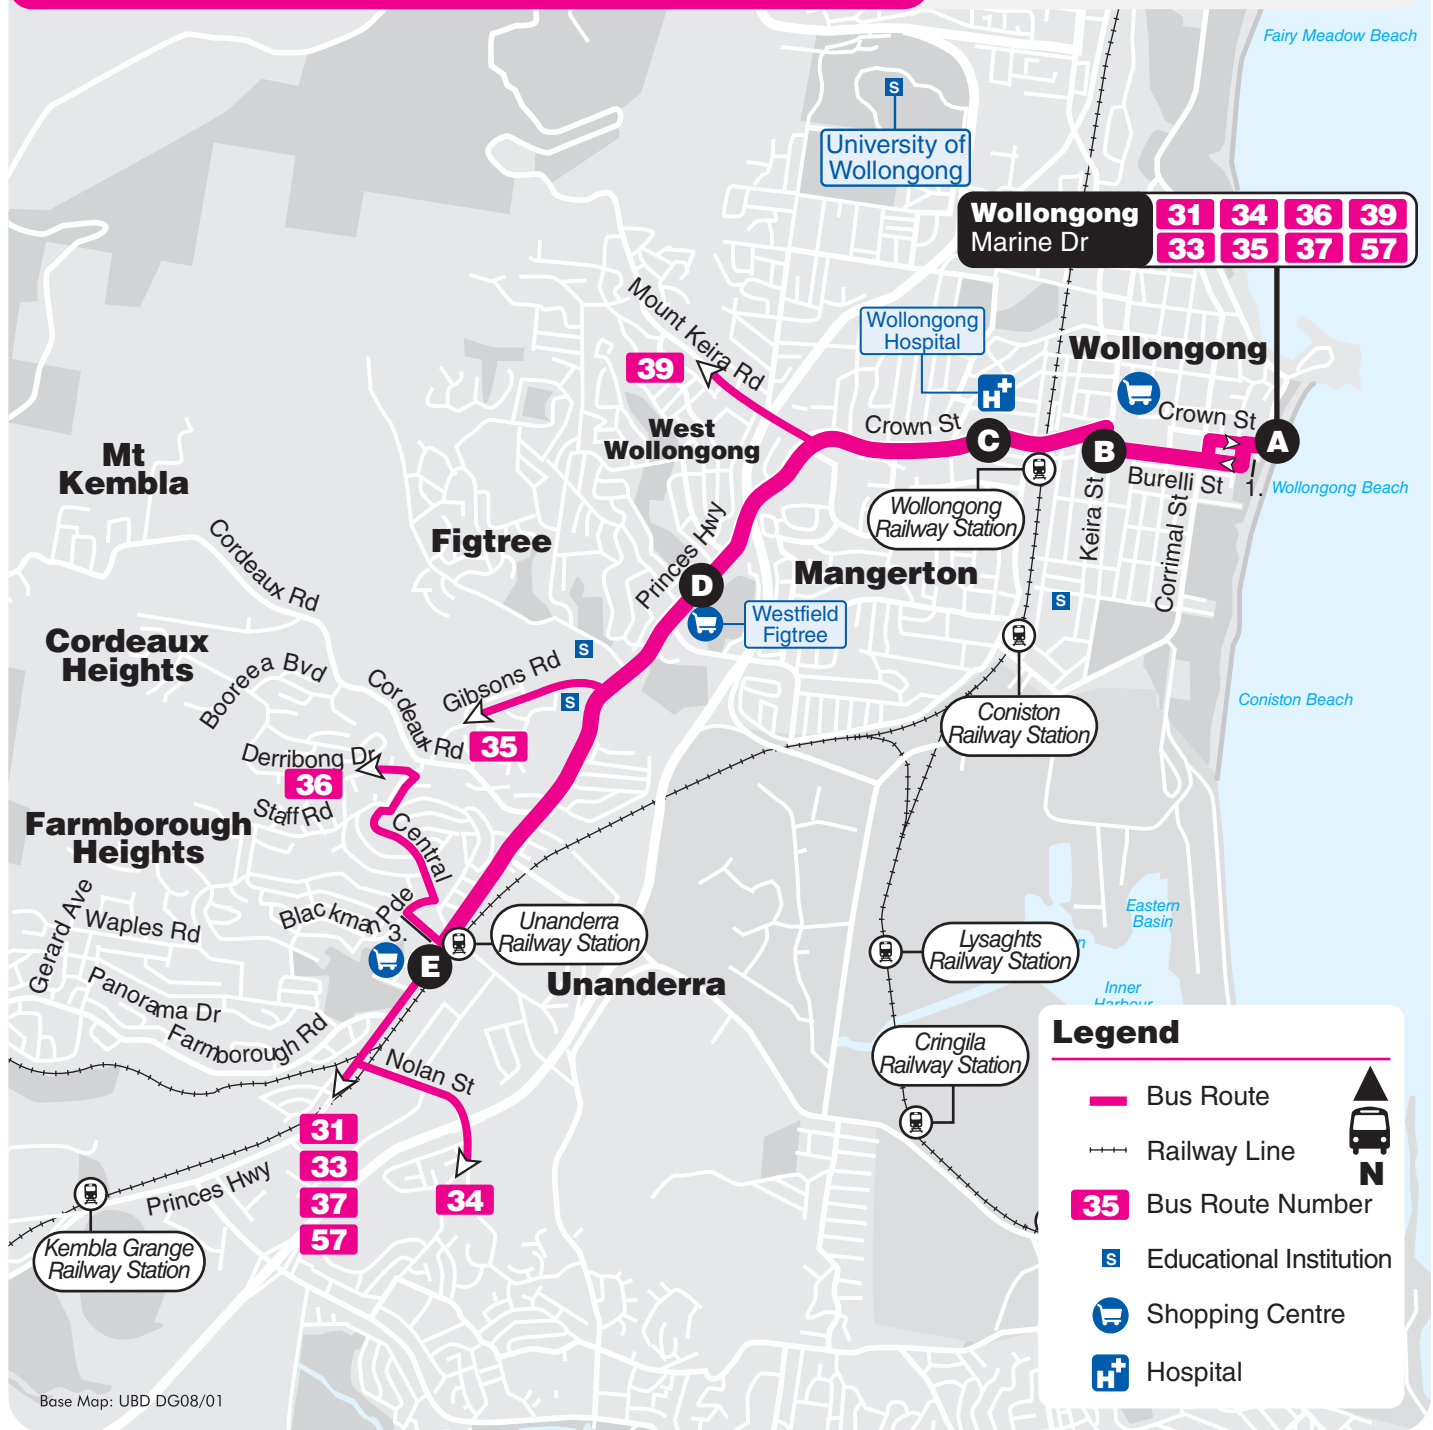 Fairy Meadow Beach
S
University of
Wollongong
Wollongong
Marine Dr
31 34 36 39
33 35 37 57
Mount Keira Rd
39
Wollongong
Hospital
H+
Wollongong
Crown St
Crown St
West
Wollongong
A
B
C
Burelli St
1.
Wollongong Beach
Wollongong
Railway Station
Keira St
Corrimal St
Mt
Kembla
Figtree
Cordeaux Rd
Princes Hwy
D
Mangerton
Westfield
Figtree
S
Cordeaux
Heights
Booreea Bvd
Cordeaux Rd
Gibsons Rd
S
S
35
Coniston
Railway Station
Coniston Beach
Derribong Dr
36
Staff Rd
Central
Farmborough
Heights
Gerard Ave
Waples Rd
Blackman Pde
3.
E
Unanderra
Railway Station
Unanderra
Eastern
Basin
Lysaghts
Railway Station
n
Inner
Harbour
Panorama Dr
Farmborough Rd
Nolan St
Cringila
Railway Station
31
33
37
57
34
Princes Hwy
Kembla Grange
Railway Station
Legend
Bus Route
Railway Line
35 Bus Route Number
S Educational Institution
Shopping Centre
H+ Hospital
N
Base Map: UBD DG08/01